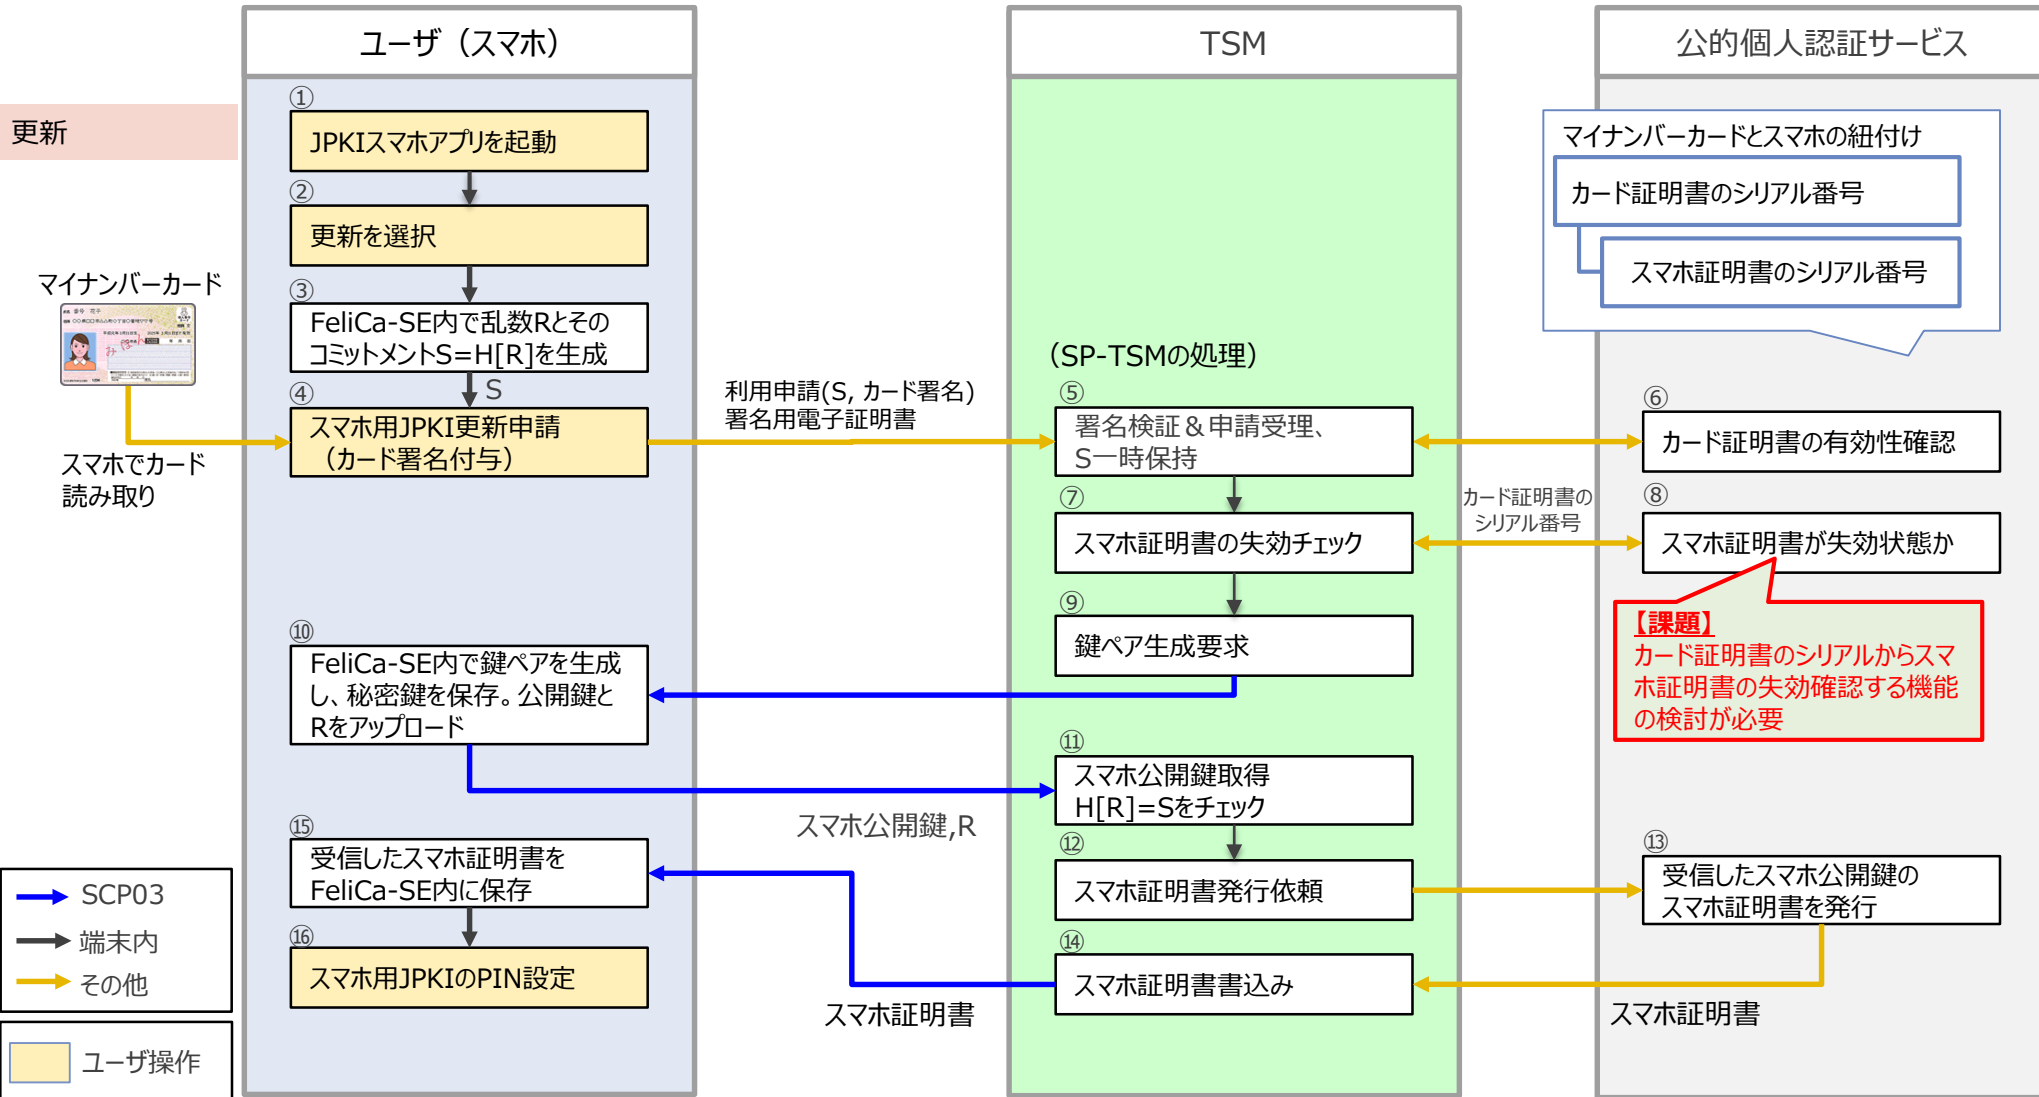 ユーザ（スマホ）
TSM
公的個人認証サービス
更新
マイナンバーカード
スマホでカード
読み取り
①
JPKIスマホアプリを起動
②
更新を選択
③
FeliCa-SE内で乱数Rとその
コミットメントS=H[R]を生成
S
④
スマホ用JPKI更新申請
（カード署名付与）
利用申請(S, カード署名)
署名用電子証明書
（SP-TSMの処理）
⑤
署名検証＆申請受理、
S一時保持
マイナンバーカードとスマホの紐付け
カード証明書のシリアル番号
スマホ証明書のシリアル番号
⑥
カード証明書の有効性確認
⑦
スマホ証明書の失効チェック
カード証明書の
シリアル番号
⑧
スマホ証明書が失効状態か
【課題】
カード証明書のシリアルからスマ
ホ証明書の失効確認する機能
の検討が必要
⑨
鍵ペア生成要求
⑩
FeliCa-SE内で鍵ペアを生成
し、秘密鍵を保存。公開鍵と
Rをアップロード
⑪
スマホ公開鍵取得
H[R]=Sをチェック
スマホ公開鍵,R
⑫
スマホ証明書発行依頼
⑬
受信したスマホ公開鍵の
スマホ証明書を発行
⑭
スマホ証明書書込み
スマホ証明書
スマホ証明書
⑮
受信したスマホ証明書を
FeliCa-SE内に保存
⑯
スマホ用JPKIのPIN設定
SCP03
端末内
その他
ユーザ操作